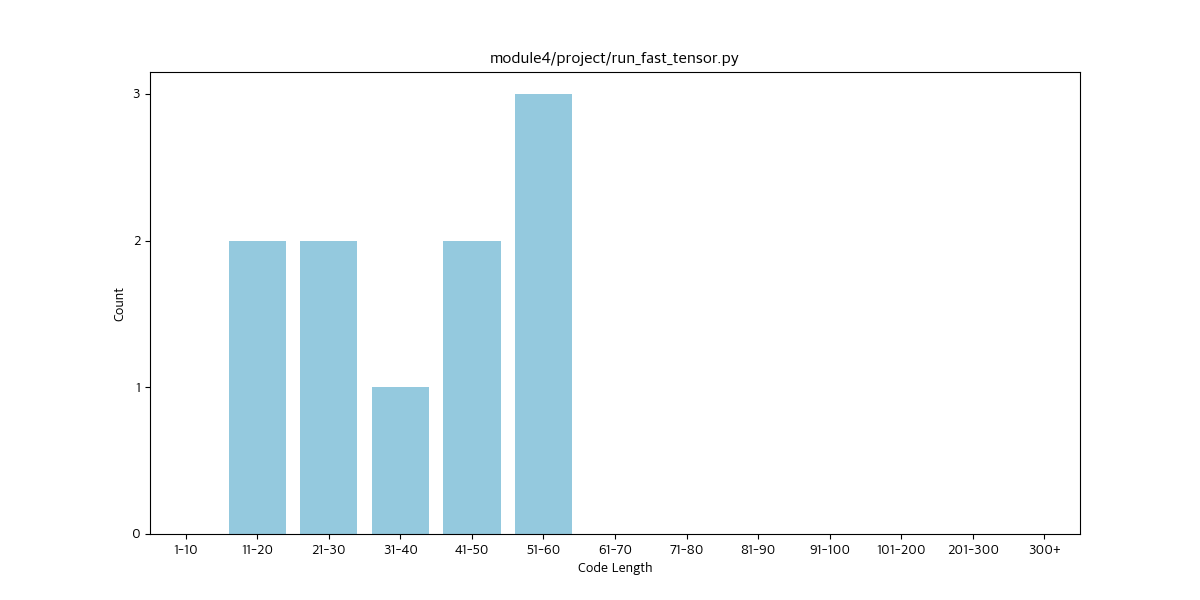 module4/project/run_fast_tensor.py
3
2
1
0
Count
1-10 11-20 21-30 31-40 41-50 51-60 61-70 71-80 81-90 91-100 101-200 201-300 300+
Code Length